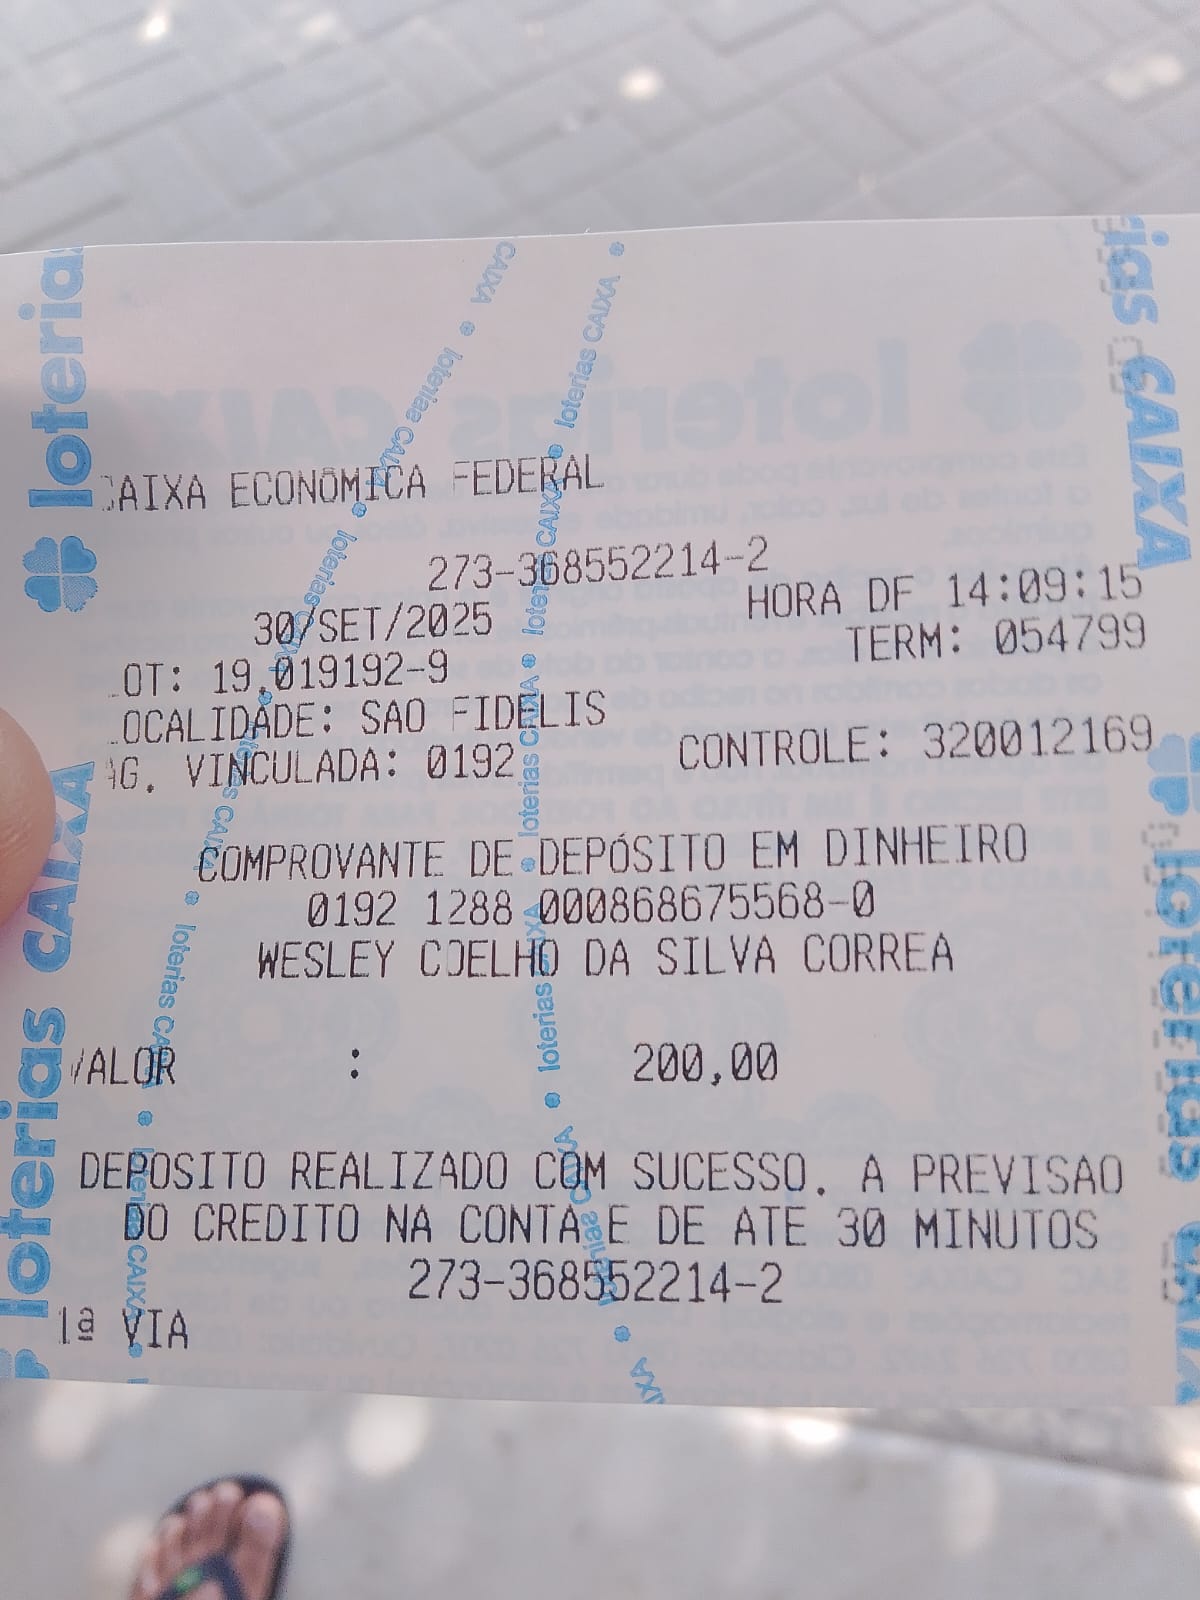 loterias CAIXA
CAIXA ECONÔMICA FEDERAL
273-368552214-2
30/SET/2025 HORA DF 14:09:15
LOT: 19.019192-9 TERM: 054799
LOCALIDADE: SAO FIDELIS
AG. VINCULADA: 0192 CONTROLE: 320012169
COMPROVANTE DE DEPÓSITO EM DINHEIRO
0192 1288 000868675568-0
WESLEY COELHO DA SILVA CORREA
VALOR : 200,00
DEPOSITO REALIZADO COM SUCESSO. A PREVISAO
DO CREDITO NA CONTA E DE ATE 30 MINUTOS
273-368552214-2
1ª VIA